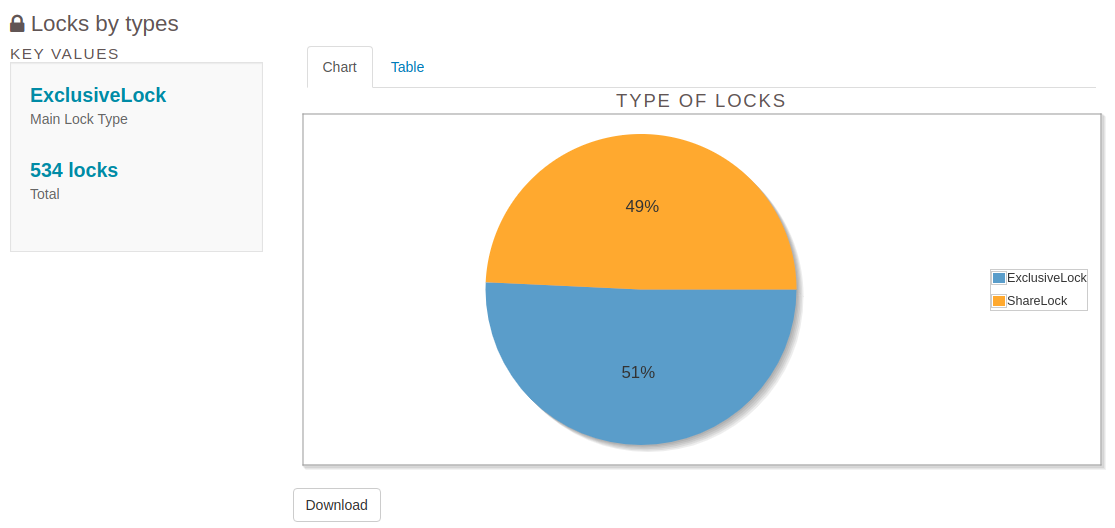 Locks by types
KEY VALUES
ExclusiveLock
Main Lock Type
534 locks
Total
Chart
Table
TYPE OF LOCKS
49%
51%
ExclusiveLock
ShareLock
Download